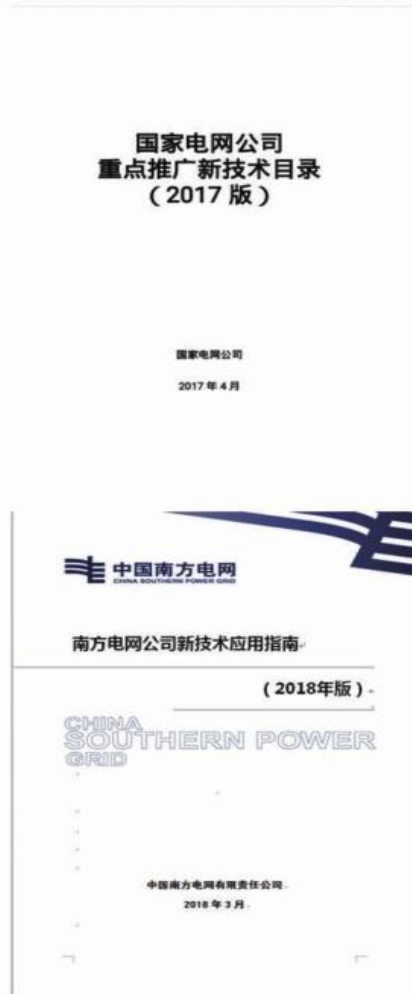 国家电网公司
重点推广新技术目录
（2017 版）
国家电网公司
2017 年 4 月
中国南方电网
CHINA SOUTHERN POWER GRID
南方电网公司新技术应用指南
（2018年版）
CHINA
SOUTHERN POWER
GRID
中国南方电网有限责任公司
2018 年 3 月